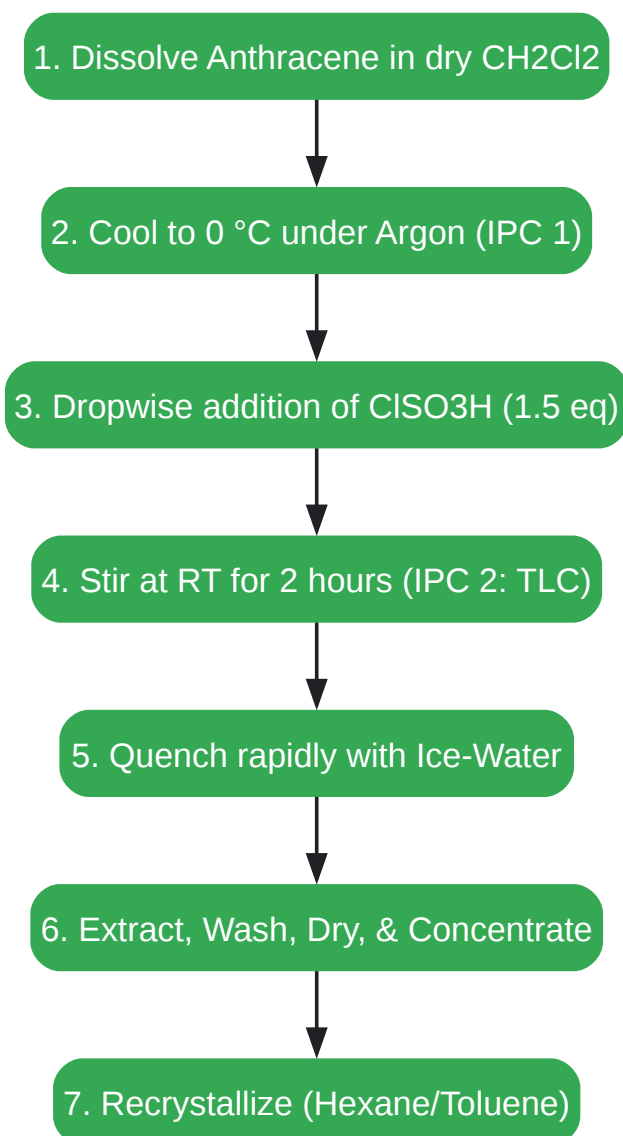 1. Dissolve Anthracene in dry CH2Cl2
2. Cool to 0 °C under Argon (IPC 1)
3. Dropwise addition of ClSO3H (1.5 eq)
4. Stir at RT for 2 hours (IPC 2: TLC)
5. Quench rapidly with Ice-Water
6. Extract, Wash, Dry, & Concentrate
7. Recrystallize (Hexane/Toluene)